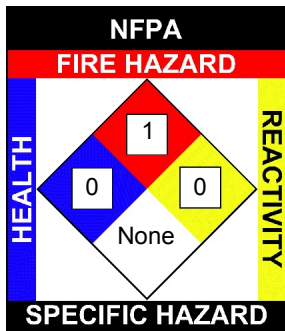 NFPA
FIRE HAZARD
HEALTH
1
REACTIVITY
0
0
None
SPECIFIC HAZARD